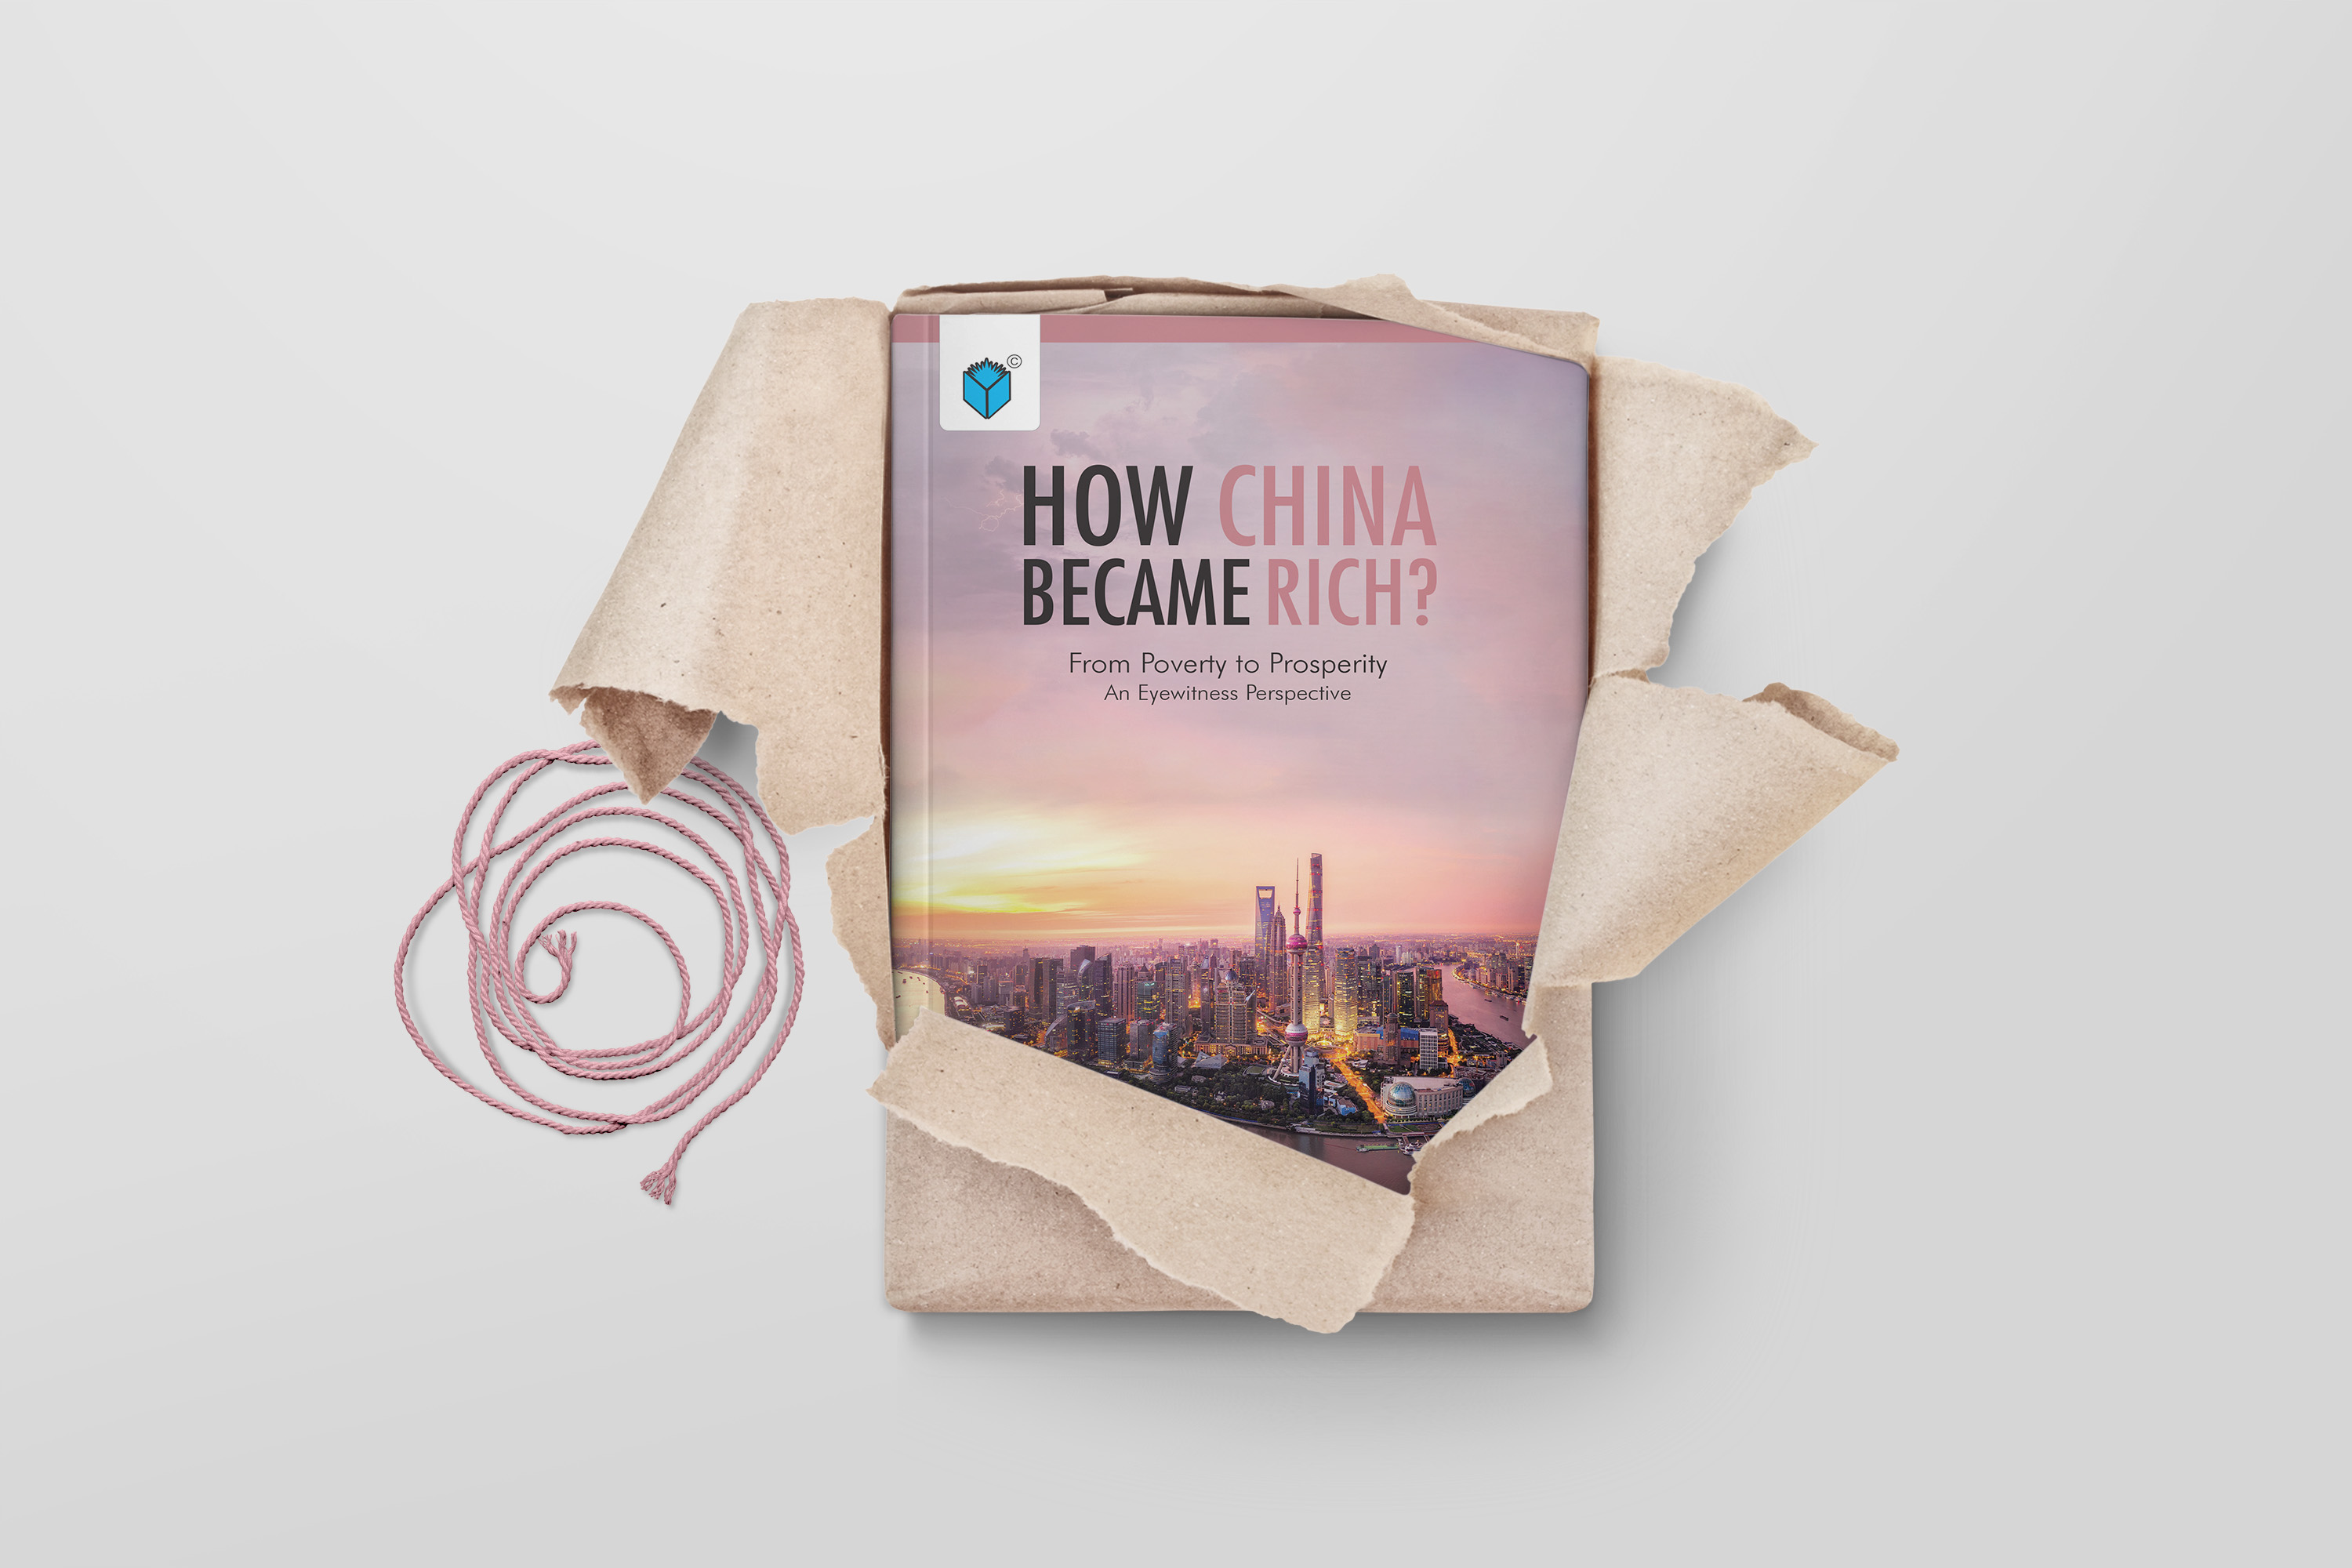 ©
HOW CHINA
BECAME RICH?
From Poverty to Prosperity
An Eyewitness Perspective